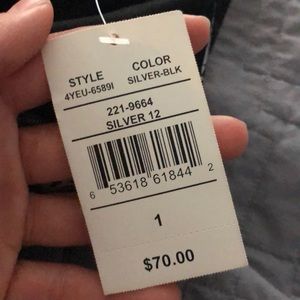 STYLE COLOR
4YEU-6589I SILVER-BLK
221-9664
SILVER 12
6 53618 61844 2
1
$70.00